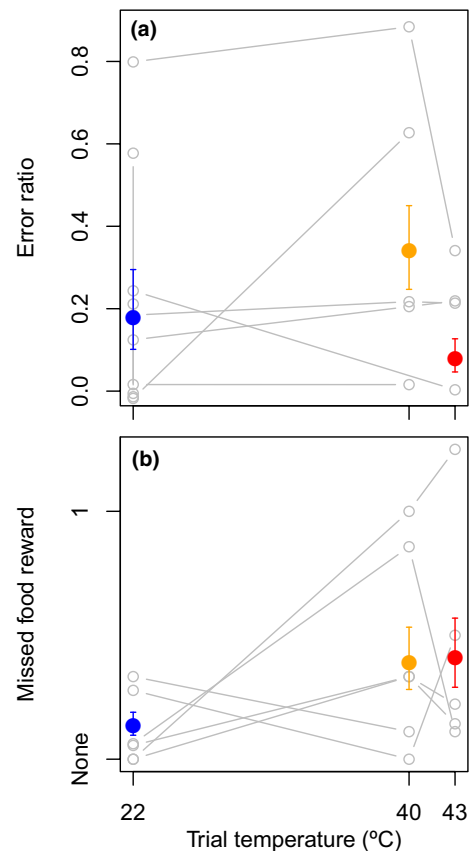 (a)
Error ratio
0.8
0.6
0.4
0.2
0.0
(b)
Missed food reward
1
None
22
40
43
Trial temperature (ºC)